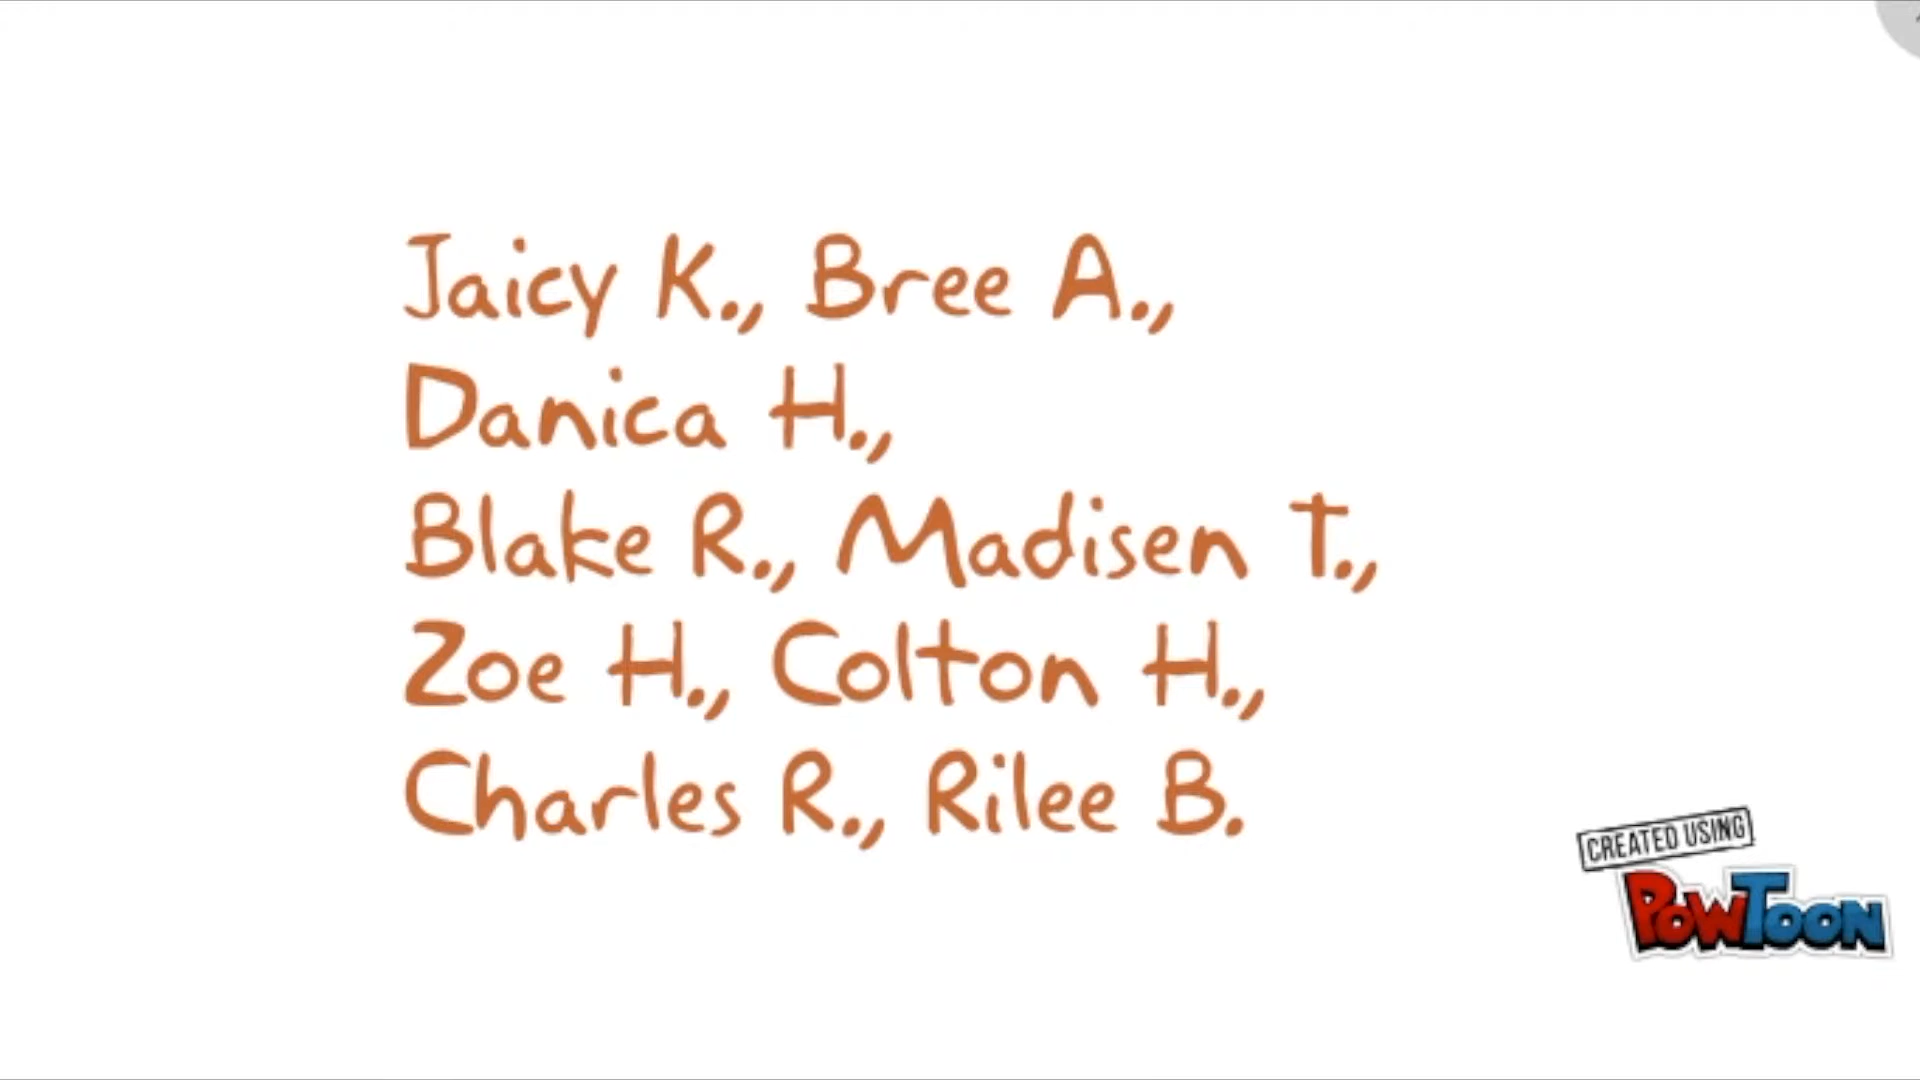 Jaicy K., Bree A.,
Danica H.,
Blake R., Madisen T.,
Zoe H., Colton H.,
Charles R., Rilee B.
CREATED USING
POWTOON